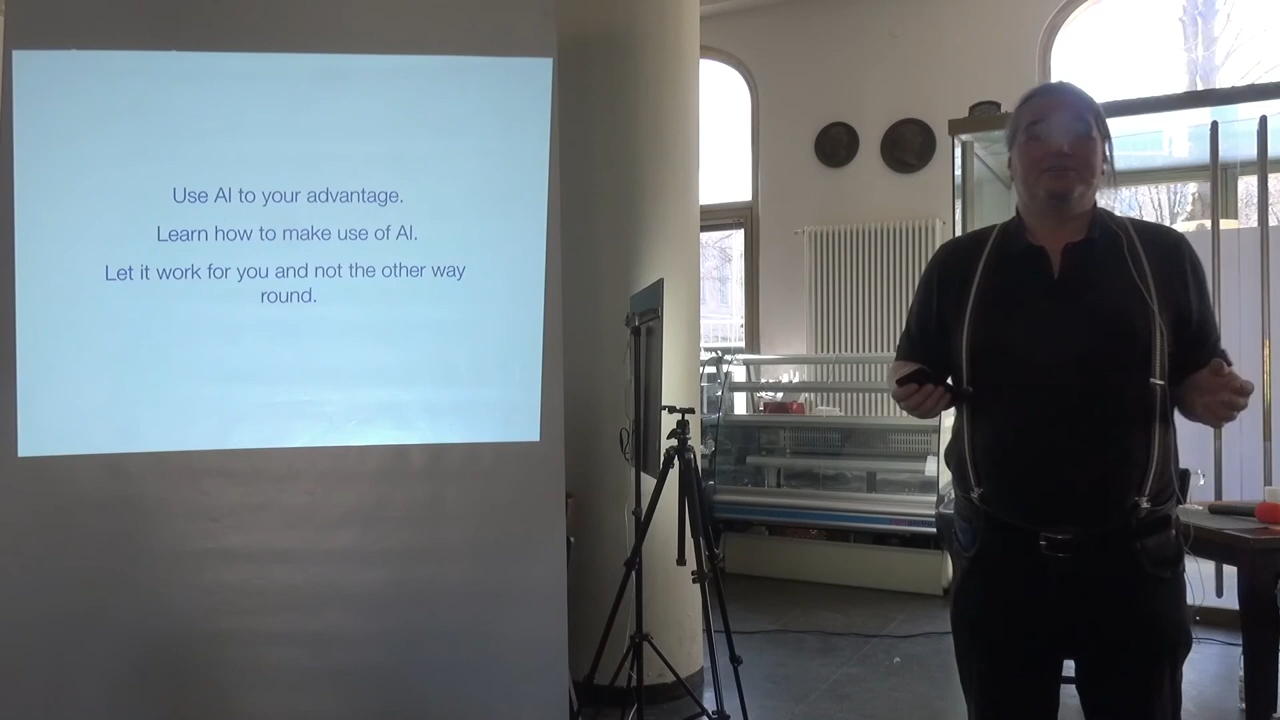 Use AI to your advantage.
Learn how to make use of AI.
Let it work for you and not the other way
round.